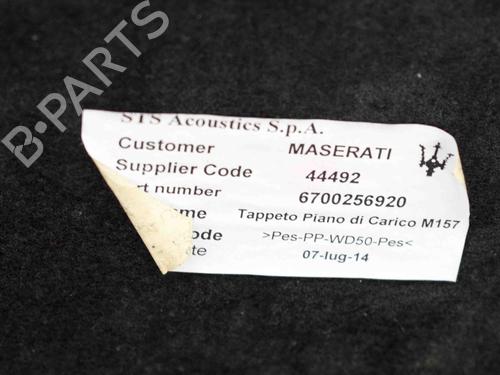 B-PARTS
STS Acoustics S.p.A.
Customer MASERATI
Supplier Code 44492
art number 6700256920
me Tappeto Piano di Carico M157
ode >Pes-PP-WD50-Pes<
te 07-lug-14